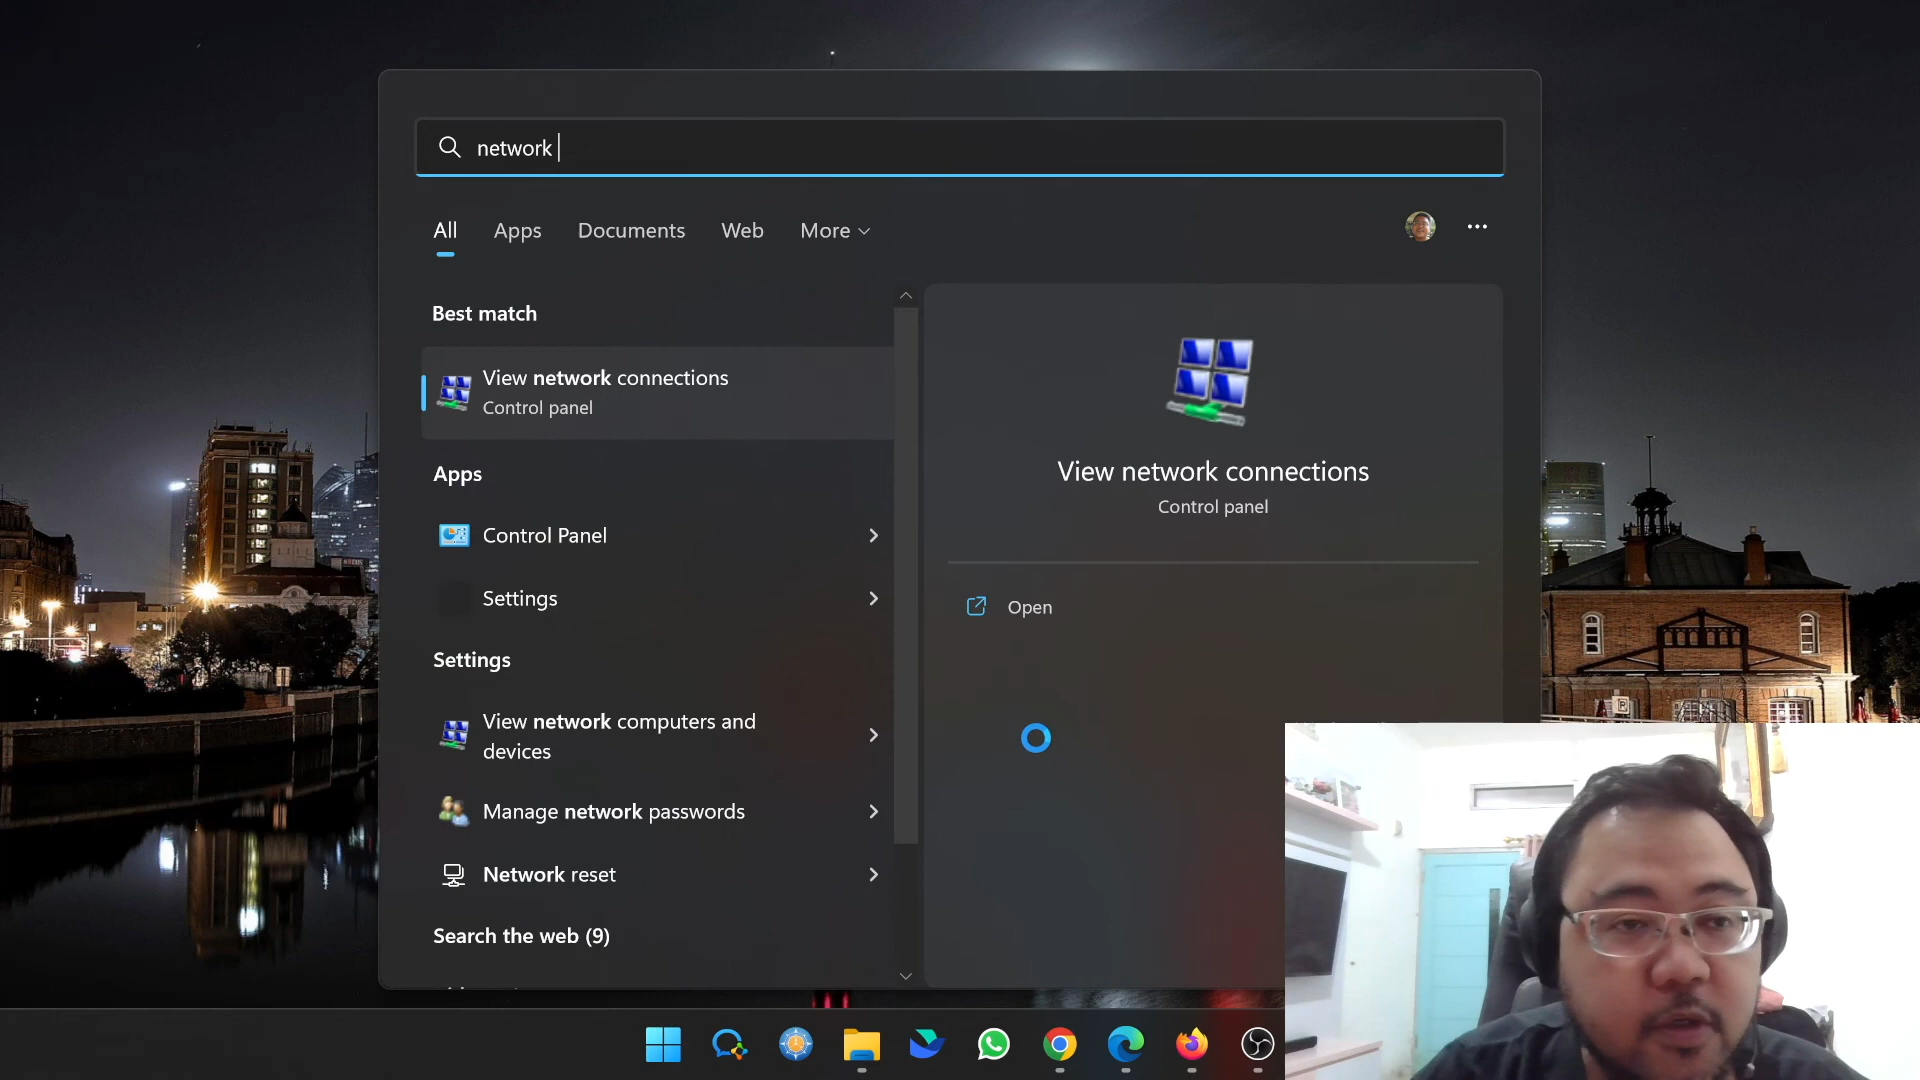 network
All Apps Documents Web More
Best match
View network connections
Control panel
Apps
Control Panel
Settings
Settings
View network computers and
devices
Manage network passwords
Network reset
Search the web (9)
View network connections
Control panel
Open